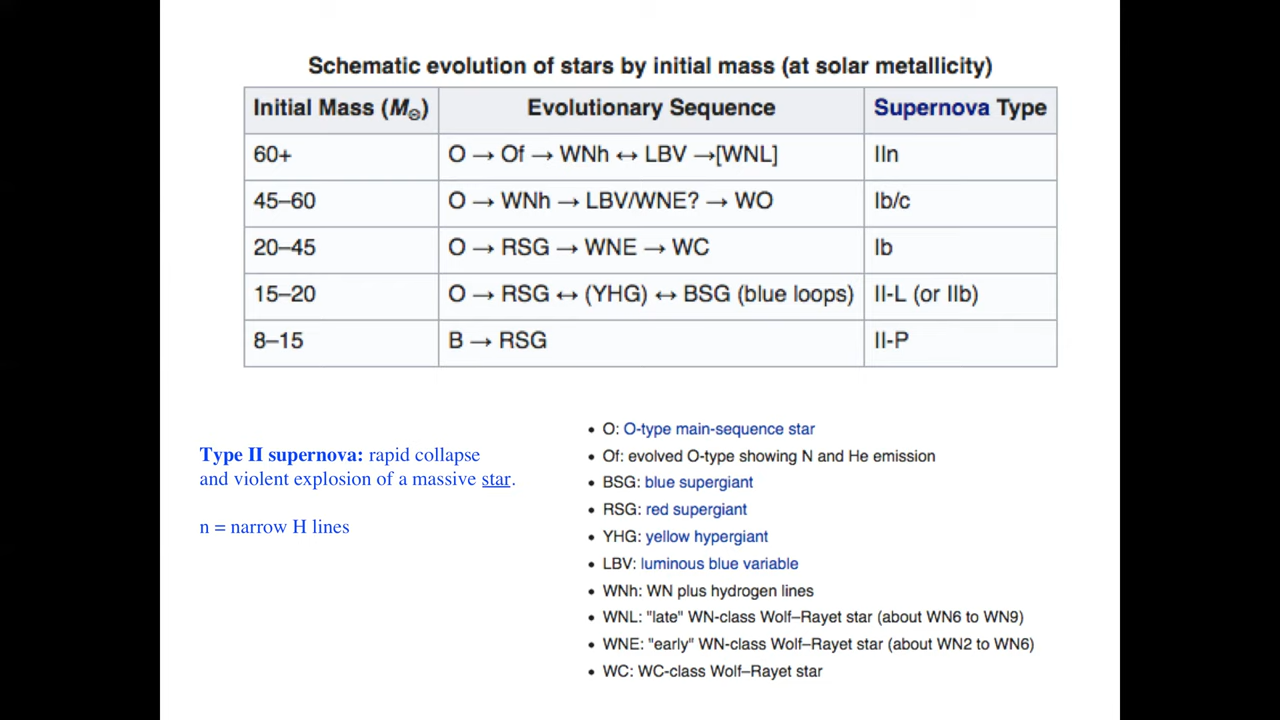 Schematic evolution of stars by initial mass (at solar metallicity)
Initial Mass (M☉) Evolutionary Sequence Supernova Type
60+ O → Of → WNh ↔ LBV →[WNL] IIn
45–60 O → WNh → LBV/WNE? → WO Ib/c
20–45 O → RSG → WNE → WC Ib
15–20 O → RSG ↔ (YHG) ↔ BSG (blue loops) II-L (or IIb)
8–15 B → RSG II-P
Type II supernova: rapid collapse
and violent explosion of a massive star.
n = narrow H lines
• O: O-type main-sequence star
• Of: evolved O-type showing N and He emission
• BSG: blue supergiant
• RSG: red supergiant
• YHG: yellow hypergiant
• LBV: luminous blue variable
• WNh: WN plus hydrogen lines
• WNL: "late" WN-class Wolf–Rayet star (about WN6 to WN9)
• WNE: "early" WN-class Wolf–Rayet star (about WN2 to WN6)
• WC: WC-class Wolf–Rayet star